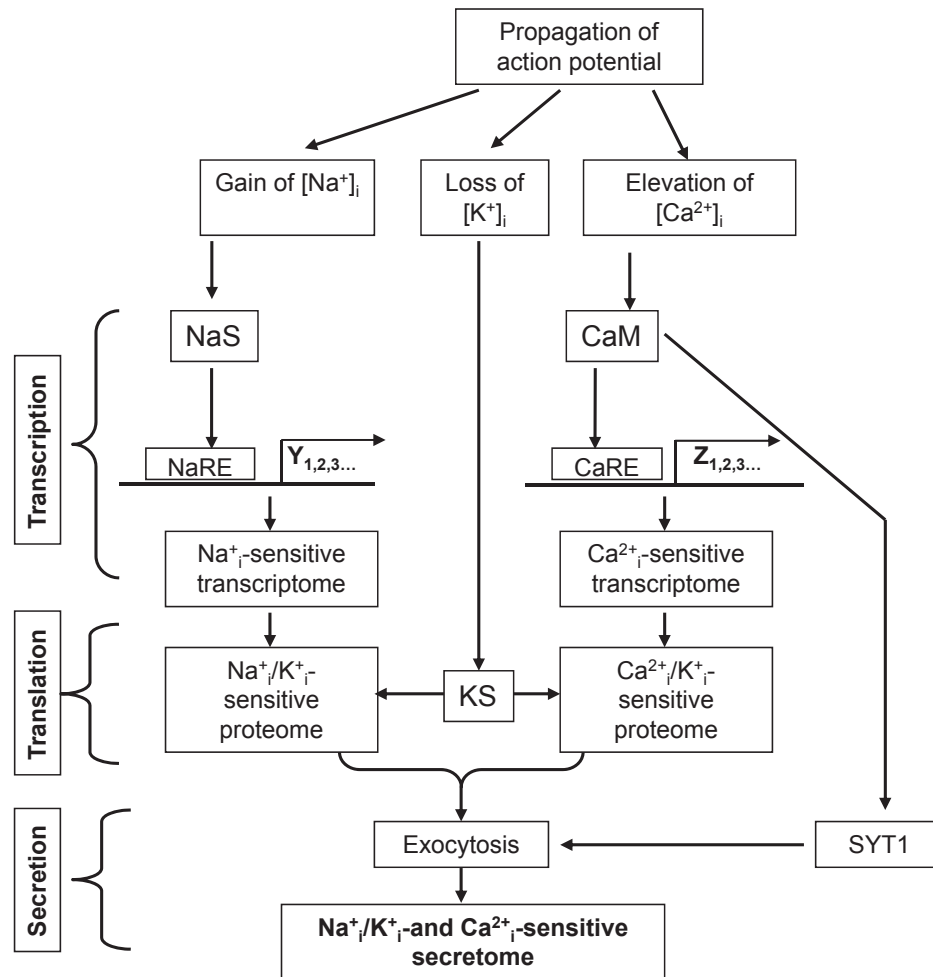 Propagation of
action potential
Gain of [Na⁺]ᵢ
Loss of
[K⁺]ᵢ
Elevation of
[Ca²⁺]ᵢ
Transcription
NaS
CaM
NaRE
Y₁,₂,₃...
CaRE
Z₁,₂,₃...
Na⁺ᵢ-sensitive
transcriptome
Ca²⁺ᵢ-sensitive
transcriptome
Translation
Na⁺ᵢ/K⁺ᵢ-
sensitive
proteome
KS
Ca²⁺ᵢ/K⁺ᵢ-
sensitive
proteome
Secretion
Exocytosis
SYT1
Na⁺ᵢ/K⁺ᵢ-and Ca²⁺ᵢ-sensitive
secretome